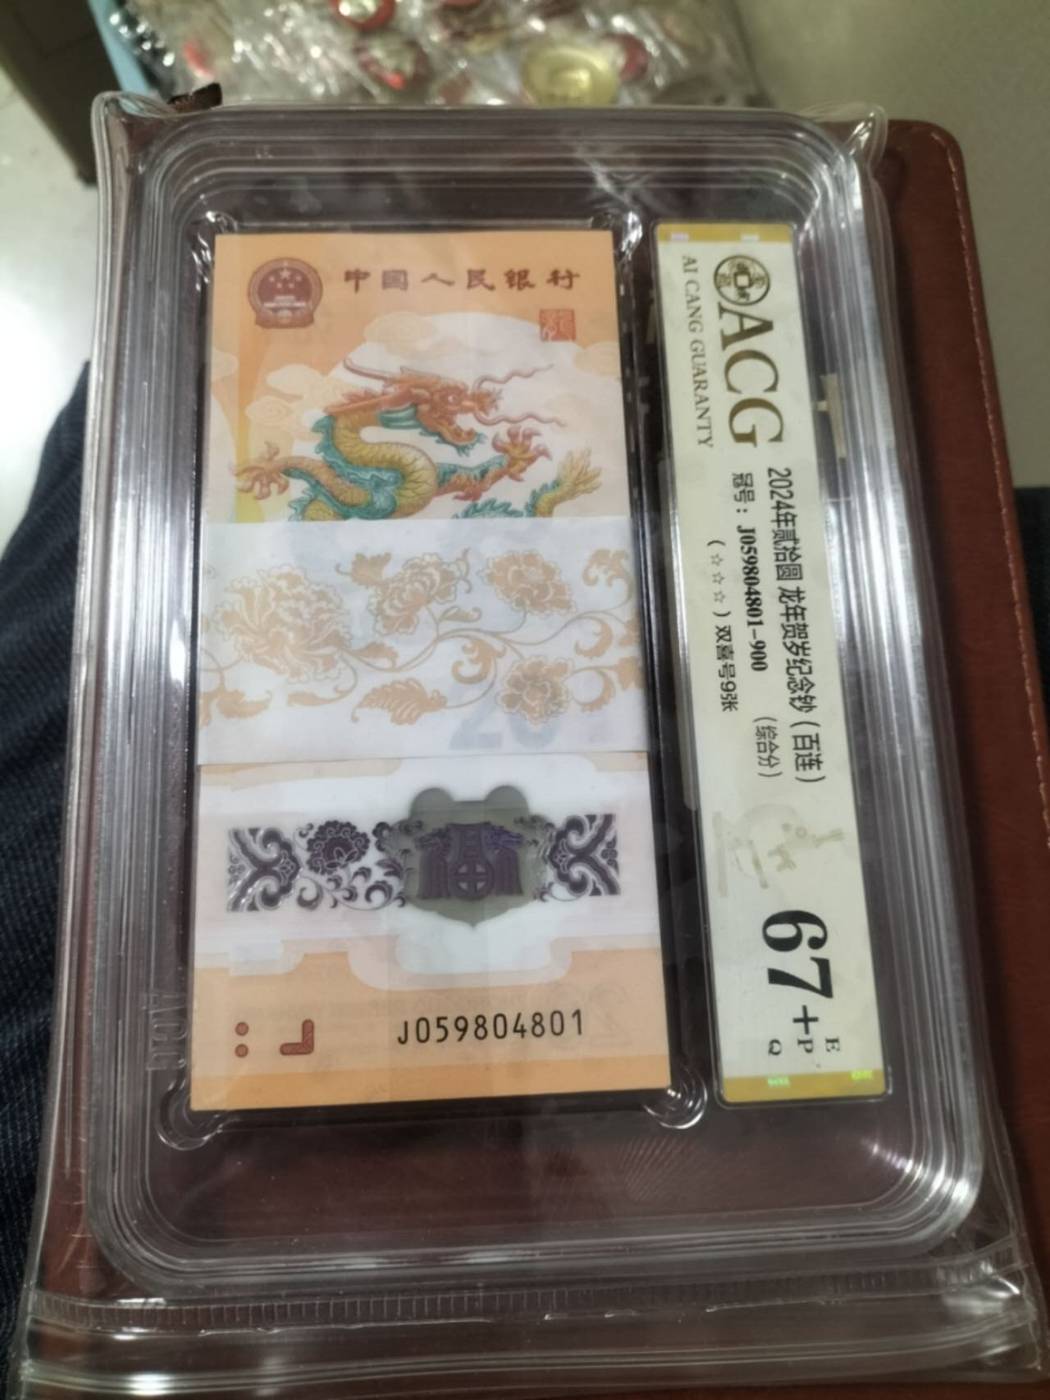 中國人民银行
J059804801
ACG
AI CANG GUARANTY
2024年贰拾圆 龙年贺岁纪念钞（百连）
冠号：J059804801-900
（综合分）
（☆☆☆）双喜号9张
67+
E
P
Q
20